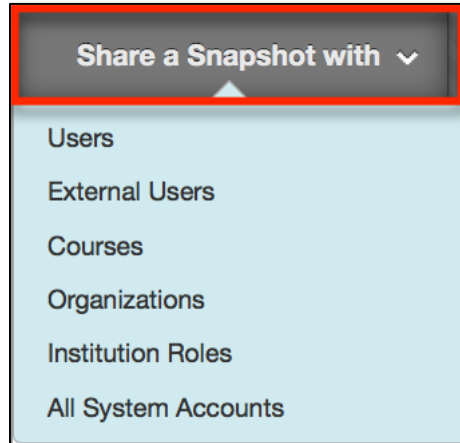 Share a Snapshot with
Users
External Users
Courses
Organizations
Institution Roles
All System Accounts